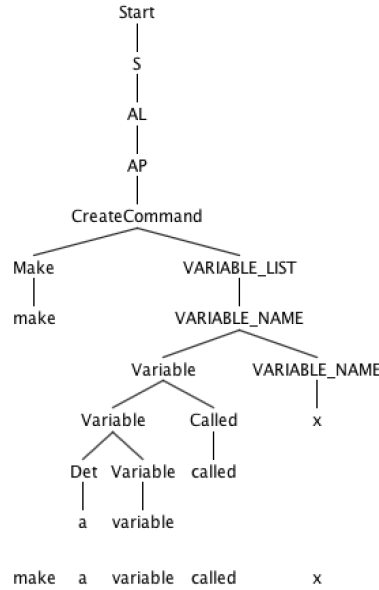 Start
S
AL
AP
CreateCommand
Make VARIABLE_LIST
make VARIABLE_NAME
Variable VARIABLE_NAME
Variable Called x
Det Variable called
a variable
make a variable called x